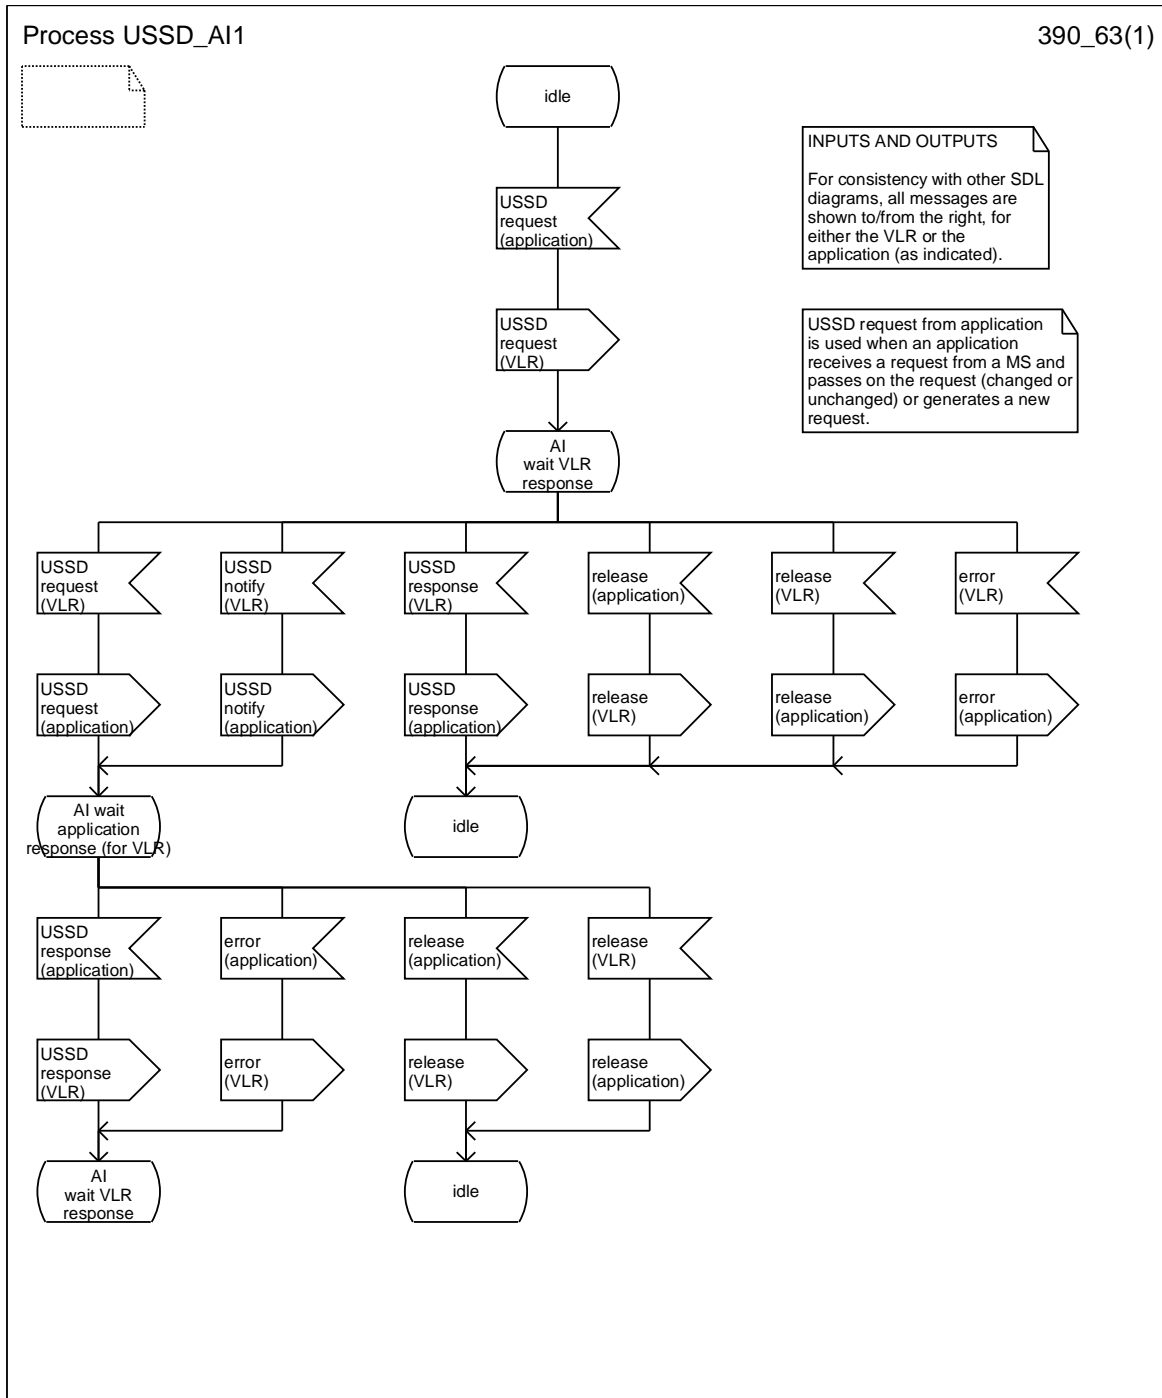 Process USSD_AI1
390_63(1)
idle
INPUTS AND OUTPUTS
For consistency with other SDL
diagrams, all messages are
shown to/from the right, for
either the VLR or the
application (as indicated).
USSD
request
(application)
USSD
request
(VLR)
USSD request from application
is used when an application
receives a request from a MS and
passes on the request (changed or
unchanged) or generates a new
request.
AI
wait VLR
response
USSD
request
(VLR)
USSD
notify
(VLR)
USSD
response
(VLR)
release
(application)
release
(VLR)
error
(VLR)
USSD
request
(application)
USSD
notify
(application)
USSD
response
(application)
release
(VLR)
release
(application)
error
(application)
AI wait
application
response (for VLR)
idle
USSD
response
(application)
error
(application)
release
(application)
release
(VLR)
USSD
response
(VLR)
error
(VLR)
release
(VLR)
release
(application)
AI
wait VLR
response
idle